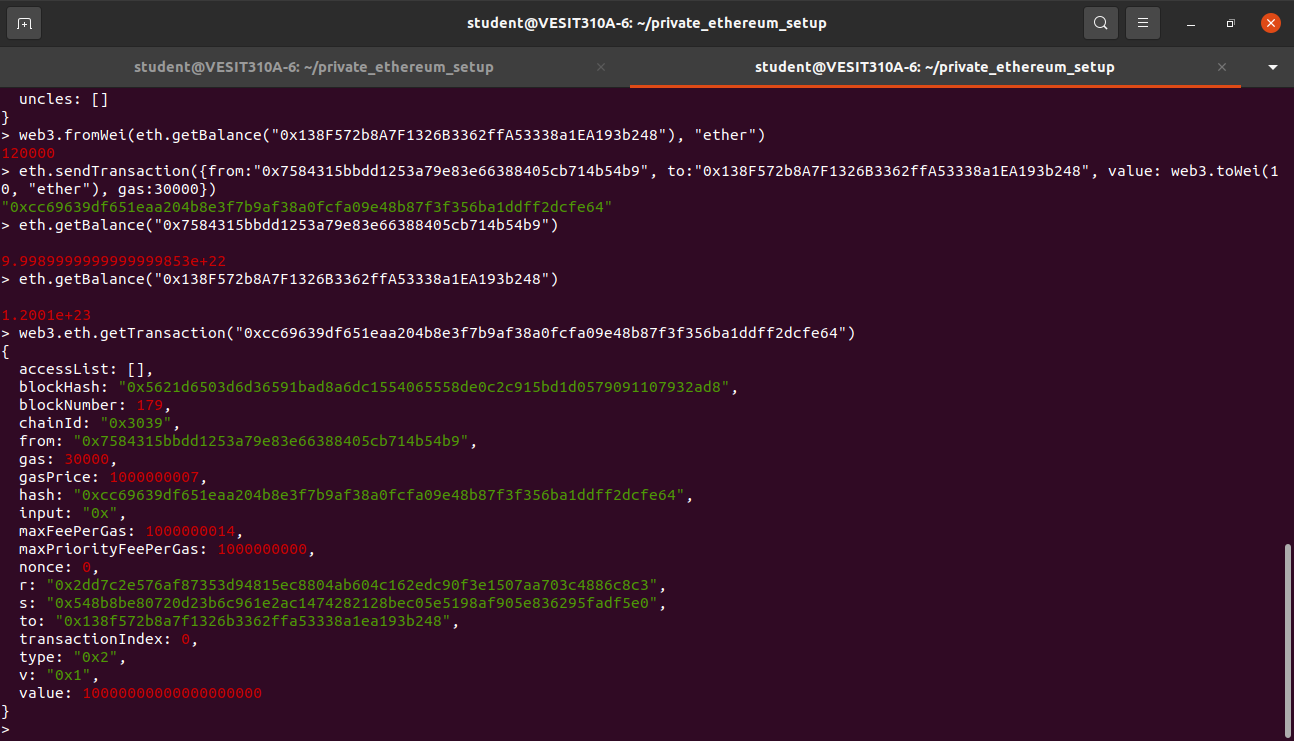 student@VESIT310A-6: ~/private_ethereum_setup
student@VESIT310A-6: ~/private_ethereum_setup
student@VESIT310A-6: ~/private_ethereum_setup
  uncles: []
}
> web3.fromWei(eth.getBalance("0x138F572b8A7F1326B3362ffA53338a1EA193b248"), "ether")
120000
> eth.sendTransaction({from:"0x7584315bbdd1253a79e83e66388405cb714b54b9", to:"0x138F572b8A7F1326B3362ffA53338a1EA193b248", value: web3.toWei(1
0, "ether"), gas:30000})
"0xcc69639df651eaa204b8e3f7b9af38a0fcfa09e48b87f3f356ba1ddff2dcfe64"
> eth.getBalance("0x7584315bbdd1253a79e83e66388405cb714b54b9")
9.9989999999999999853e+22
> eth.getBalance("0x138F572b8A7F1326B3362ffA53338a1EA193b248")
1.2001e+23
> web3.eth.getTransaction("0xcc69639df651eaa204b8e3f7b9af38a0fcfa09e48b87f3f356ba1ddff2dcfe64")
{
  accessList: [],
  blockHash: "0x5621d6503d6d36591bad8a6dc1554065558de0c2c915bd1d0579091107932ad8",
  blockNumber: 179,
  chainId: "0x3039",
  from: "0x7584315bbdd1253a79e83e66388405cb714b54b9",
  gas: 30000,
  gasPrice: 1000000007,
  hash: "0xcc69639df651eaa204b8e3f7b9af38a0fcfa09e48b87f3f356ba1ddff2dcfe64",
  input: "0x",
  maxFeePerGas: 1000000014,
  maxPriorityFeePerGas: 1000000000,
  nonce: 0,
  r: "0x2dd7c2e576af87353d94815ec8804ab604c162edc90f3e1507aa703c4886c8c3",
  s: "0x548b8be80720d23b6c961e2ac1474282128bec05e5198af905e836295fadf5e0",
  to: "0x138f572b8a7f1326b3362ffa53338a1ea193b248",
  transactionIndex: 0,
  type: "0x2",
  v: "0x1",
  value: 10000000000000000000
}
>